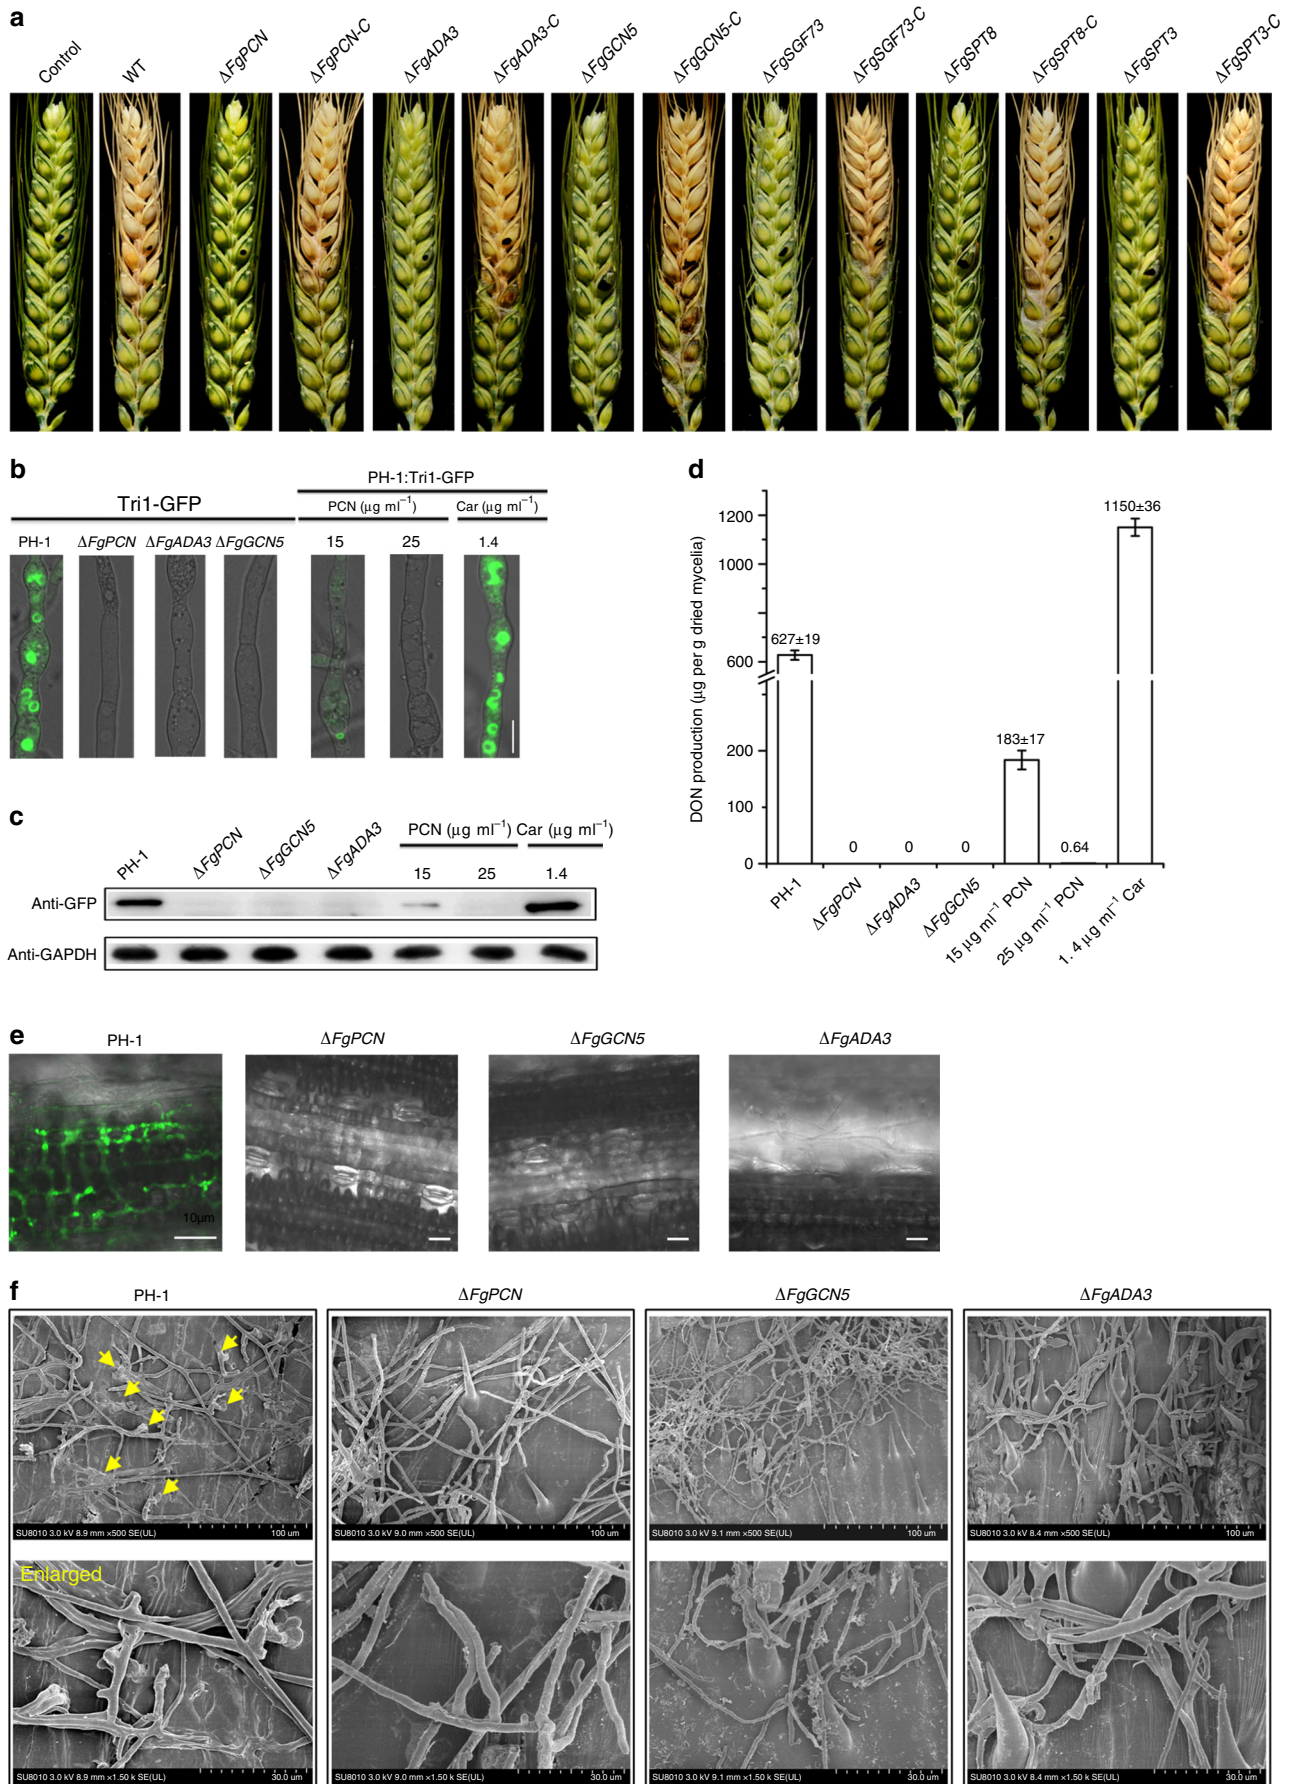 a
Control WT ΔFgPCN ΔFgPCN-C ΔFgADA3 ΔFgADA3-C ΔFgGCN5 ΔFgGCN5-C ΔFgSGF73 ΔFgSGF73-C ΔFgSPT8 ΔFgSPT8-C ΔFgSPT3 ΔFgSPT3-C
b
PH-1:Tri1-GFP
Tri1-GFP PCN (μg ml⁻¹) Car (μg ml⁻¹)
PH-1 ΔFgPCN ΔFgADA3 ΔFgGCN5 15 25 1.4
c
PH-1 ΔFgPCN ΔFgGCN5 ΔFgADA3 PCN (μg ml⁻¹) Car (μg ml⁻¹)
15 25 1.4
Anti-GFP
Anti-GAPDH
d
DON production (μg per g dried mycelia)
1200
1000
600
200
100
0
627±19 0 0 0 183±17 0.64 1150±36
PH-1 ΔFgPCN ΔFgADA3 ΔFgGCN5 15 μg ml⁻¹ PCN 25 μg ml⁻¹ PCN 1. 4 μg ml⁻¹ Car
e
PH-1 ΔFgPCN ΔFgGCN5 ΔFgADA3
10μm
f
PH-1 ΔFgPCN ΔFgGCN5 ΔFgADA3
SU8010 3.0 kV 8.9 mm ×500 SE(UL) 100 um
SU8010 3.0 kV 9.0 mm ×500 SE(UL) 100 um
SU8010 3.0 kV 9.1 mm ×500 SE(UL) 100 um
SU8010 3.0 kV 8.4 mm ×500 SE(UL) 100 um
Enlarged
SU8010 3.0 kV 8.9 mm ×1.50 k SE(UL) 30.0 um
SU8010 3.0 kV 9.0 mm ×1.50 k SE(UL) 30.0 um
SU8010 3.0 kV 9.1 mm ×1.50 k SE(UL) 30.0 um
SU8010 3.0 kV 8.4 mm ×1.50 k SE(UL) 30.0 um